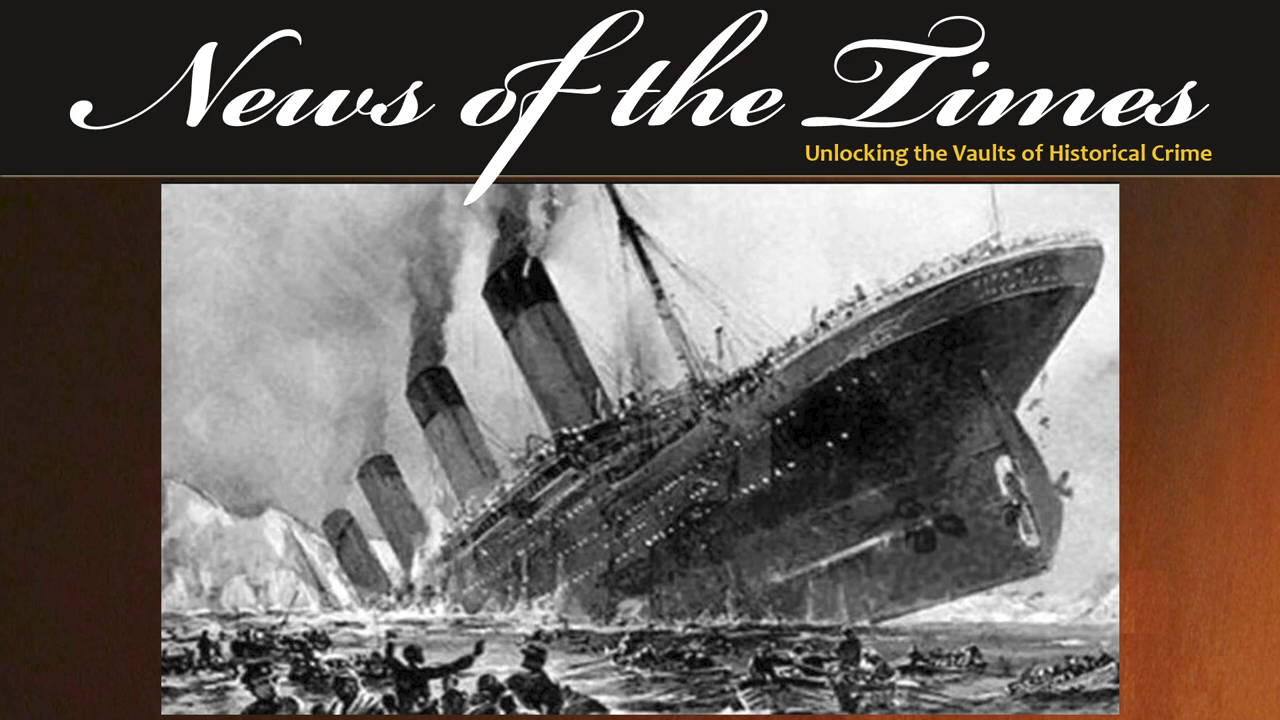 News of the Times
Unlocking the Vaults of Historical Crime